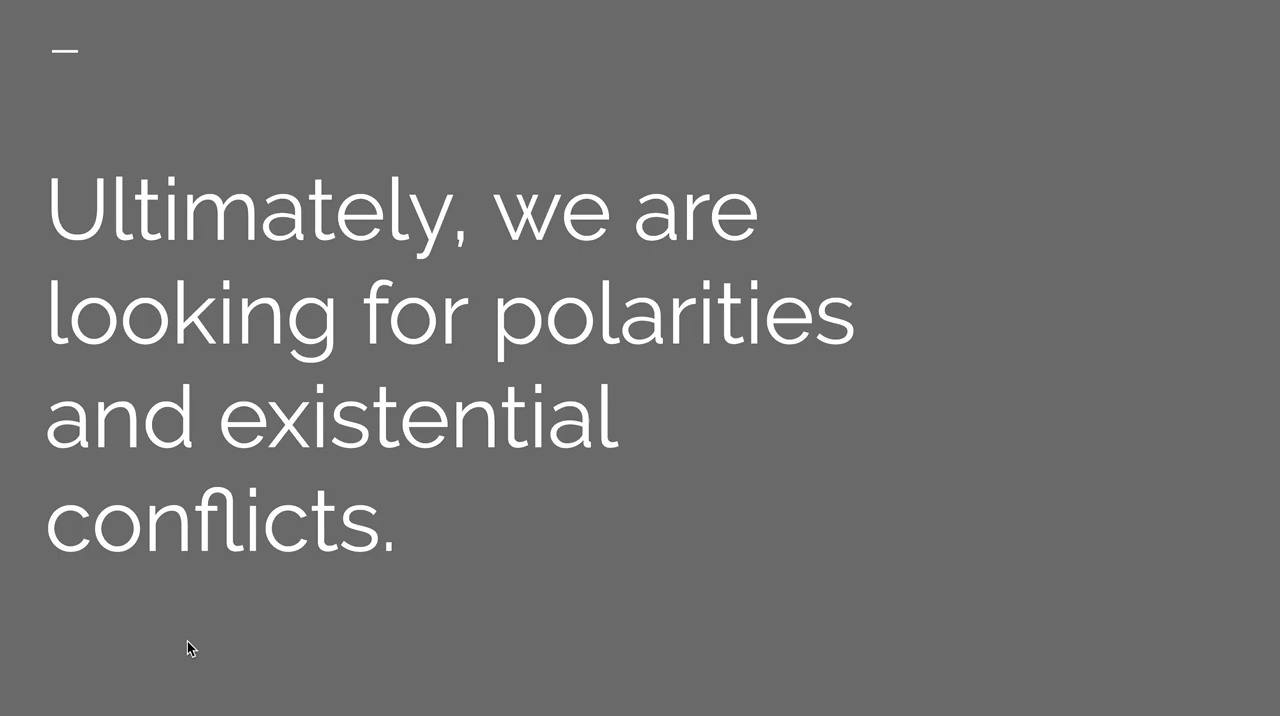 Ultimately, we are
looking for polarities
and existential
conflicts.